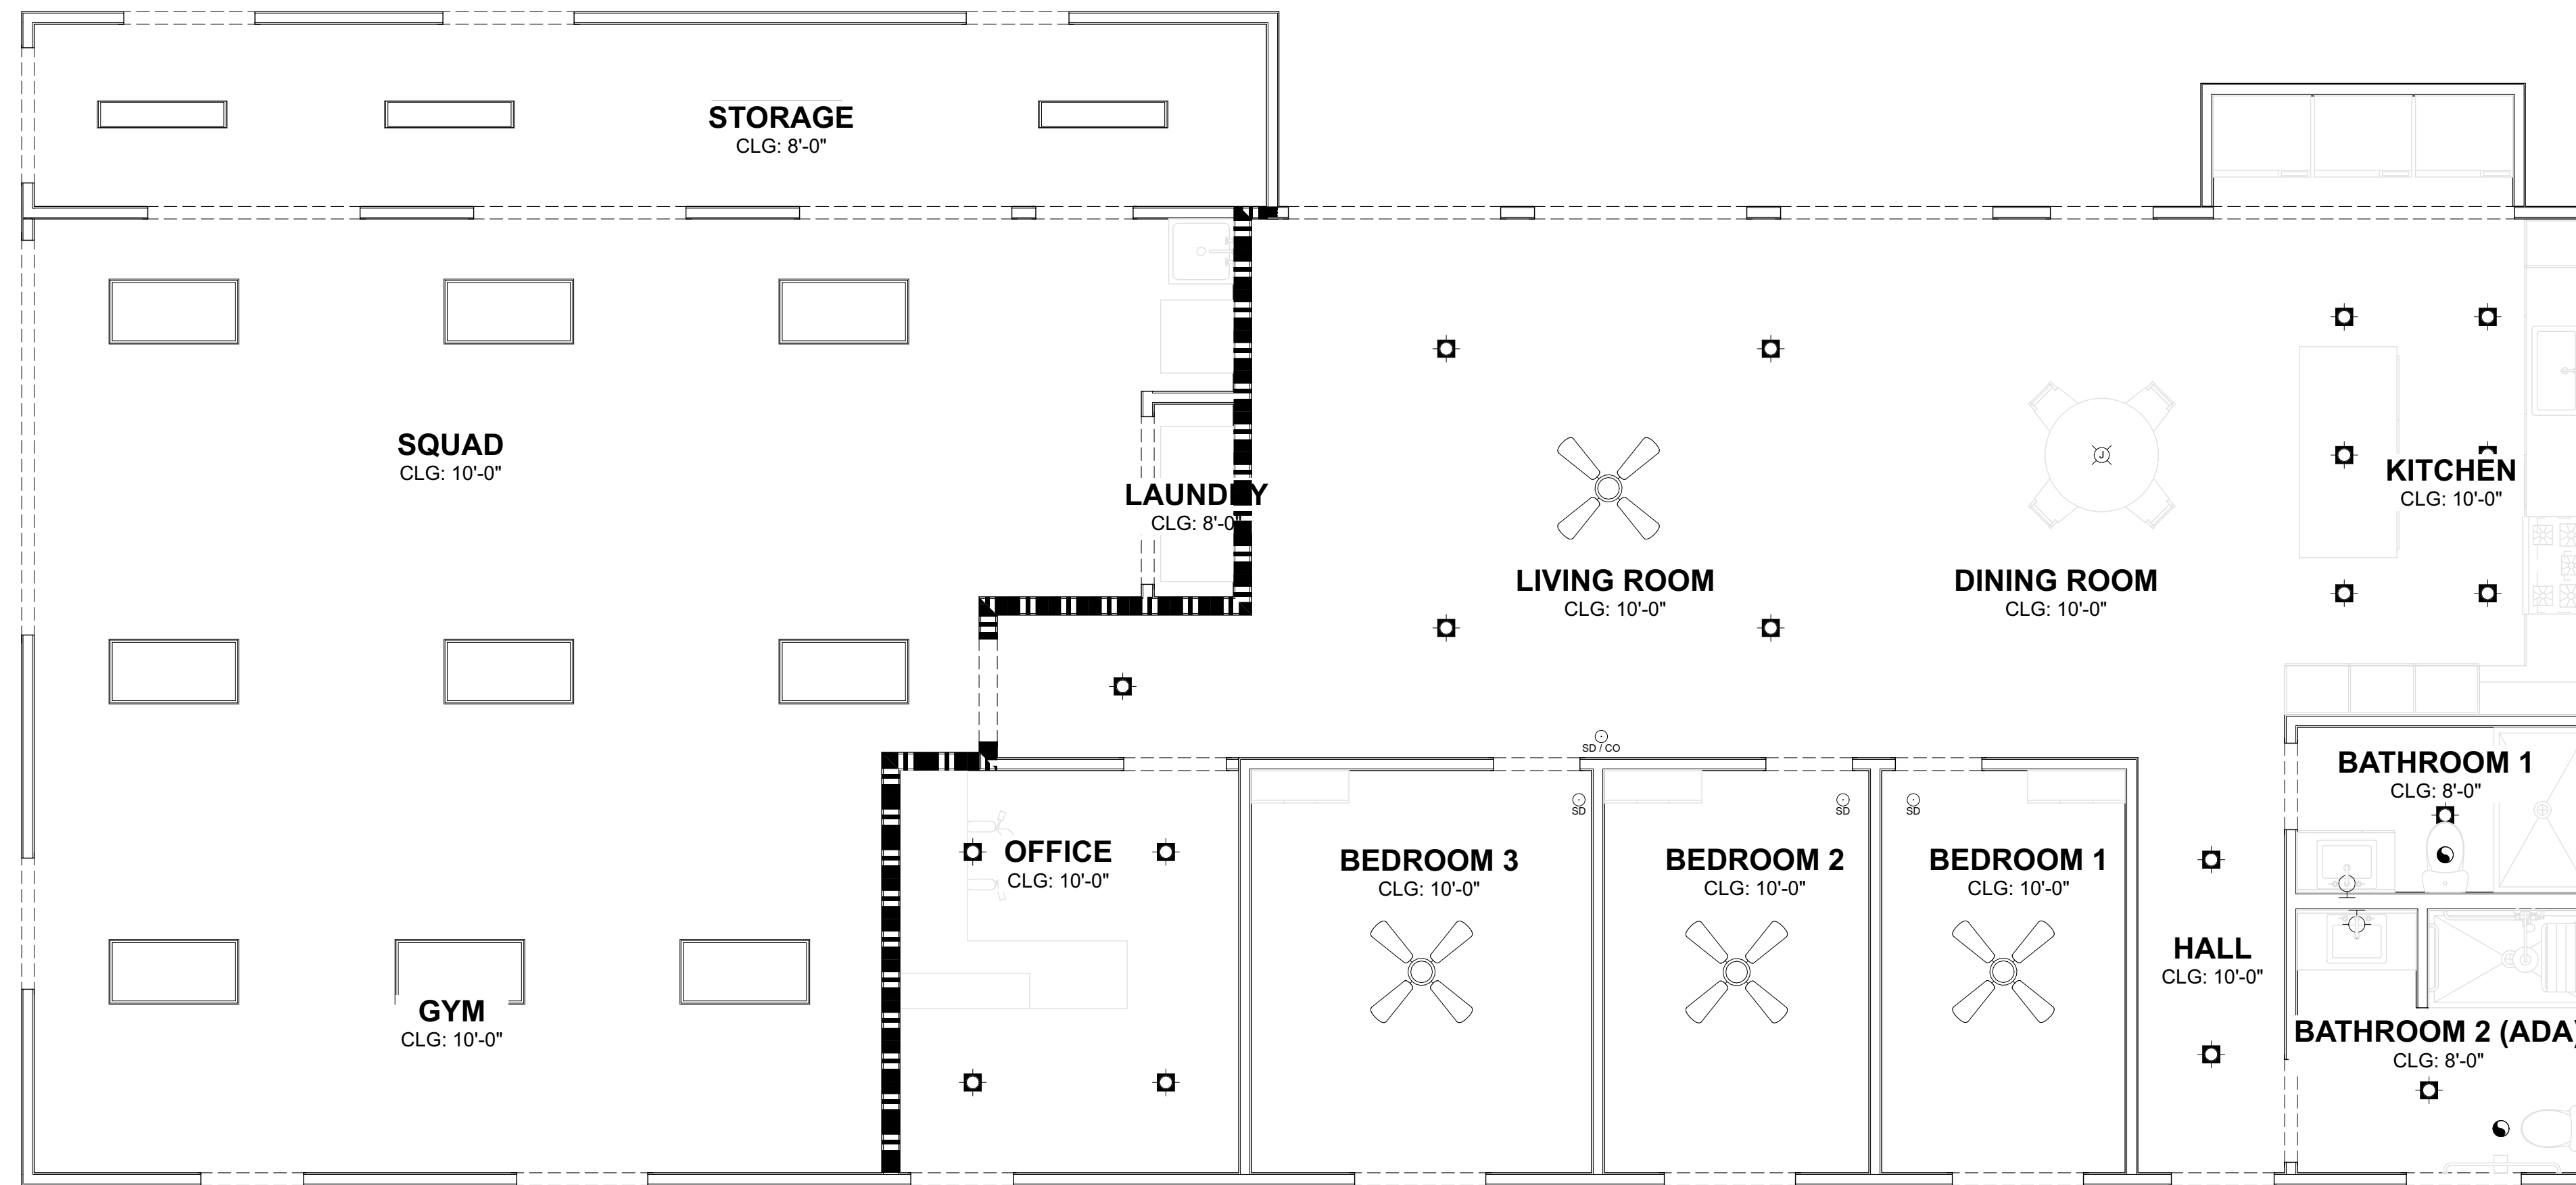 STORAGE
CLG: 8'-0"
SQUAD
CLG: 10'-0"
LAUNDRY
CLG: 8'-0"
KITCHEN
CLG: 10'-0"
J
LIVING ROOM
CLG: 10'-0"
DINING ROOM
CLG: 10'-0"
SD / CO
BATHROOM 1
CLG: 8'-0"
SD
SD
SD
OFFICE
CLG: 10'-0"
BEDROOM 3
CLG: 10'-0"
BEDROOM 2
CLG: 10'-0"
BEDROOM 1
CLG: 10'-0"
HALL
CLG: 10'-0"
GYM
CLG: 10'-0"
BATHROOM 2 (ADA)
CLG: 8'-0"